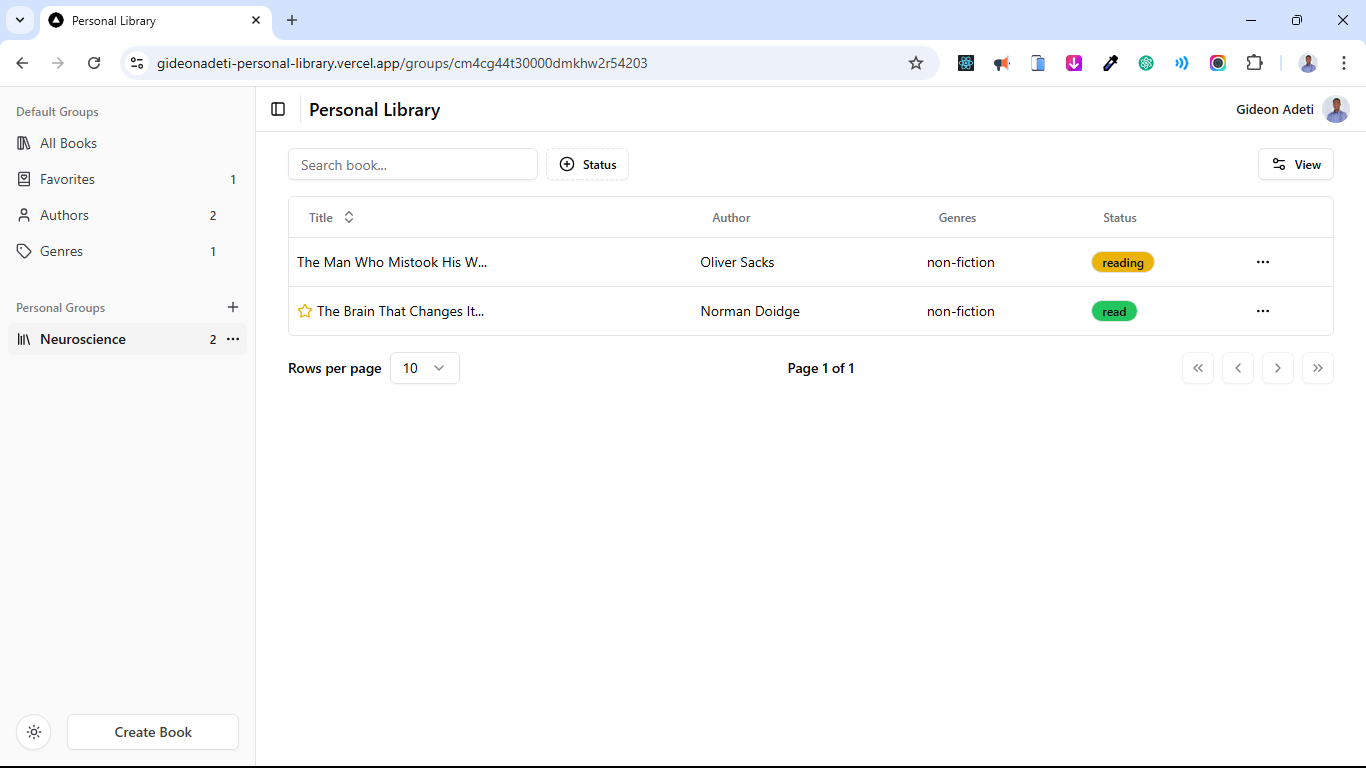 Personal Library
gideonadeti-personal-library.vercel.app/groups/cm4cg44t30000dmkhw2r54203
Default Groups
All Books
Favorites 1
Authors 2
Genres 1
Personal Groups
Neuroscience 2
Create Book
Personal Library
Gideon Adeti
Search book...
Status
View
Title Author Genres Status
The Man Who Mistook His W... Oliver Sacks non-fiction reading
The Brain That Changes It... Norman Doidge non-fiction read
Rows per page 10 Page 1 of 1